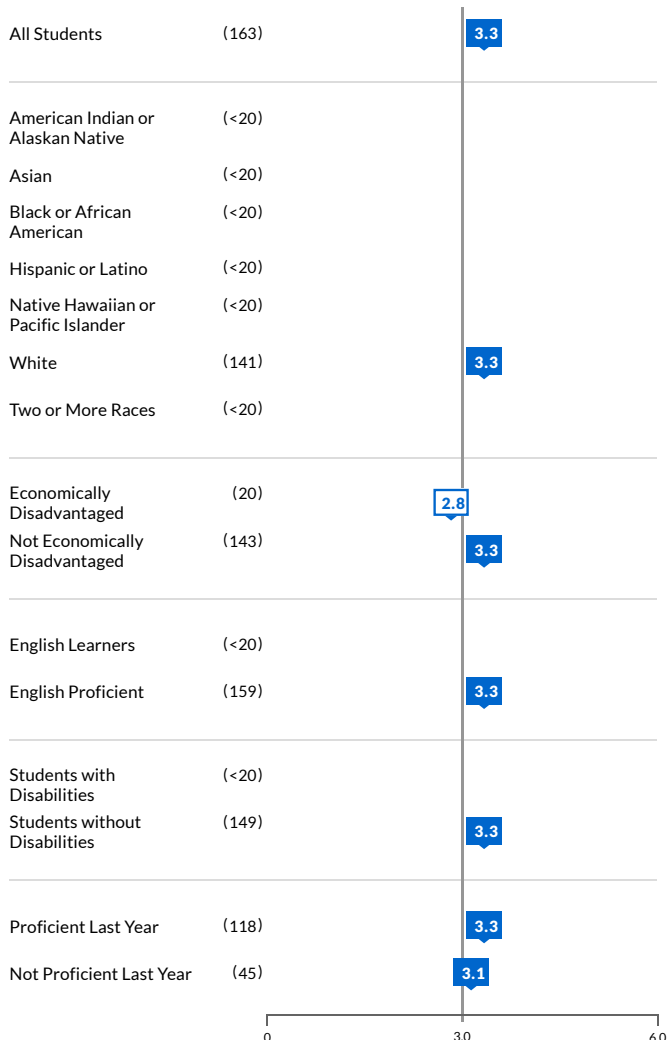 All Students (163) 3.3
American Indian or (<20)
Alaskan Native
Asian (<20)
Black or African (<20)
American
Hispanic or Latino (<20)
Native Hawaiian or (<20)
Pacific Islander
White (141) 3.3
Two or More Races (<20)
Economically (20) 2.8
Disadvantaged
Not Economically (143) 3.3
Disadvantaged
English Learners (<20)
English Proficient (159) 3.3
Students with (<20)
Disabilities
Students without (149) 3.3
Disabilities
Proficient Last Year (118) 3.3
Not Proficient Last Year (45) 3.1
0 3.0 6.0